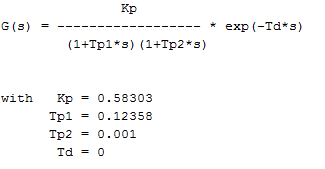 Kp
G(s) = ------------------ * exp(-Td*s)
(1+Tp1*s)(1+Tp2*s)
with Kp = 0.58303
Tp1 = 0.12358
Tp2 = 0.001
Td = 0